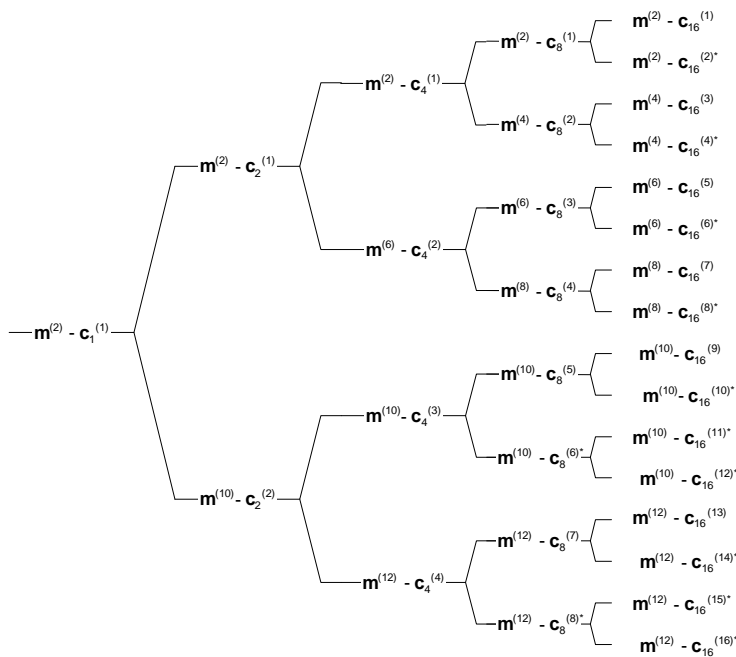 m(2) - c16(1)
m(2) - c8(1)
m(2) - c16(2)*
m(2) - c4(1)
m(4) - c16(3)
m(4) - c8(2)
m(4) - c16(4)*
m(2) - c2(1)
m(6) - c16(5)
m(6) - c8(3)
m(6) - c16(6)*
m(6) - c4(2)
m(8) - c16(7)
m(8) - c8(4)
m(8) - c16(8)*
m(2) - c1(1)
m(10) - c16(9)
m(10) - c8(5)
m(10) - c16(10)*
m(10) - c4(3)
m(10) - c16(11)*
m(10) - c8(6)*
m(10) - c16(12)*
m(10) - c2(2)
m(12) - c16(13)
m(12) - c8(7)
m(12) - c16(14)*
m(12) - c4(4)
m(12) - c16(15)*
m(12) - c8(8)*
m(12) - c16(16)*